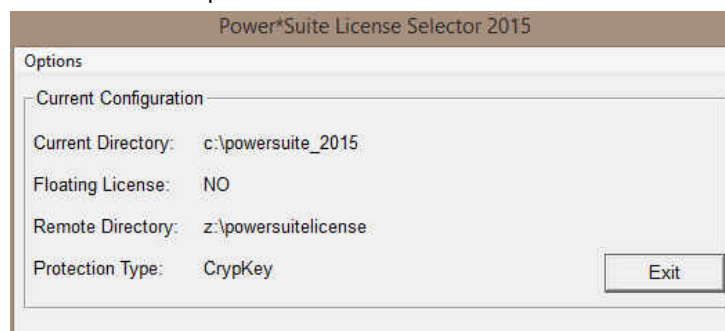 Power*Suite License Selector 2015
Options
Current Configuration
Current Directory: c:\powersuite_2015
Floating License: NO
Remote Directory: z:\powersuitelicense
Protection Type: CrypKey
Exit